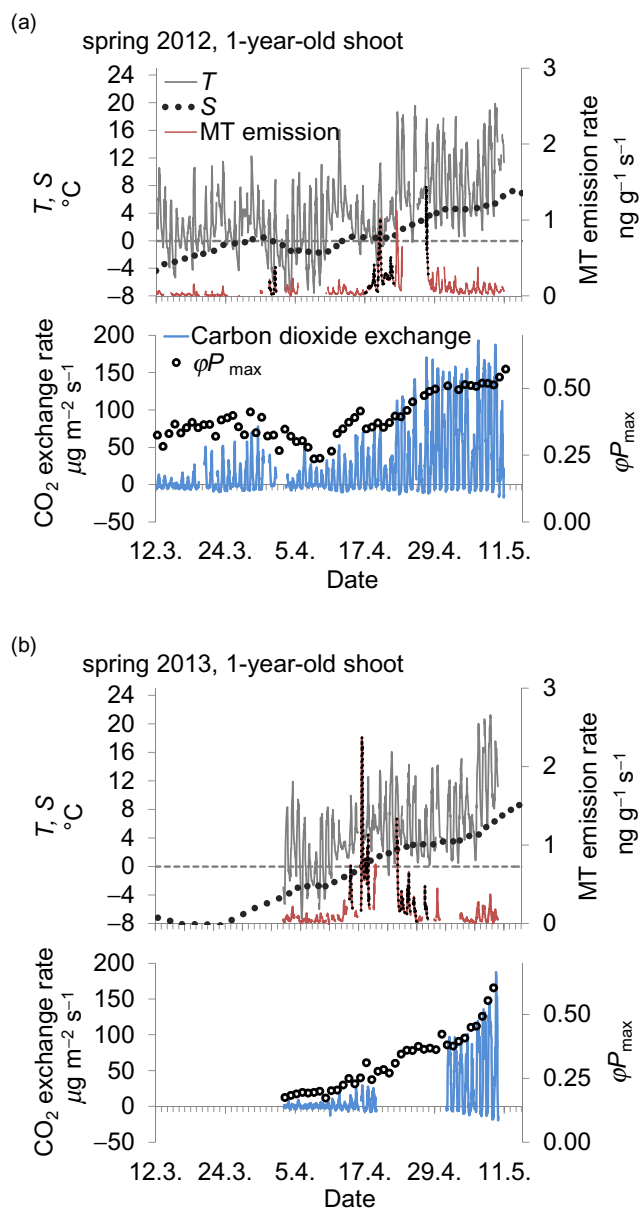 (a)
spring 2012, 1-year-old shoot
T, S
°C
24
20
16
12
8
4
0
–4
–8
T
S
MT emission
3
2
1
0
MT emission rate
ng g–1 s–1
CO2 exchange rate
µg m–2 s–1
200
150
100
50
0
–50
Carbon dioxide exchange
φPmax
0.50
0.25
0.00
φPmax
12.3. 24.3. 5.4. 17.4. 29.4. 11.5.
Date
(b)
spring 2013, 1-year-old shoot
T, S
°C
24
20
16
12
8
4
0
–4
–8
3
2
1
0
MT emission rate
ng g–1 s–1
CO2 exchange rate
µg m–2 s–1
200
150
100
50
0
–50
0.50
0.25
0.00
φPmax
12.3. 24.3. 5.4. 17.4. 29.4. 11.5.
Date